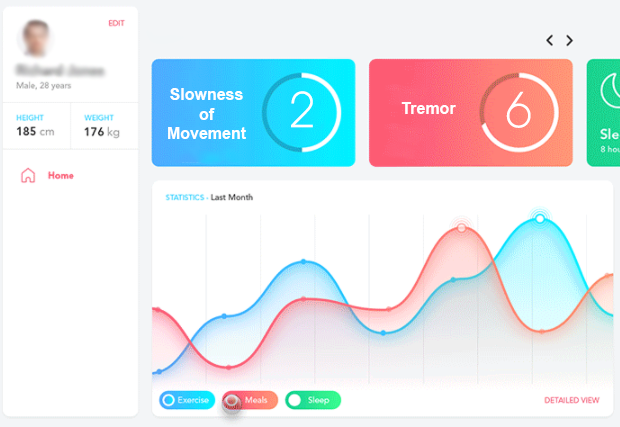 EDIT
Male, 28 years
HEIGHT
185 cm
WEIGHT
176 kg
Home
Slowness
of
Movement
2
Tremor
6
Sle
8 hou
STATISTICS - Last Month
Exercise
Meals
Sleep
DETAILED VIEW